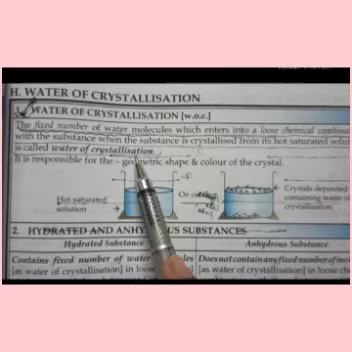 H. WATER OF CRYSTALLISATION
1. WATER OF CRYSTALLISATION [w.o.c.]
The fixed number of water molecules which enters into a loose chemical
with the substance when the substance is crystallised from its hot saturated
is called water of crystallisation
It is responsible for the - geometric shape & colour of the crystal.
Hot saturated
solution
On
Crystals deposited
containing water of
crystallisation.
2. HYDRATED AND SUBSTANCES
Hydrated Substance
Anhydrous Substance
Contains fixed number of water
Does not contain any fixed number of
[as water of crystallisation] in loose
[as water of crystallisation] in loose